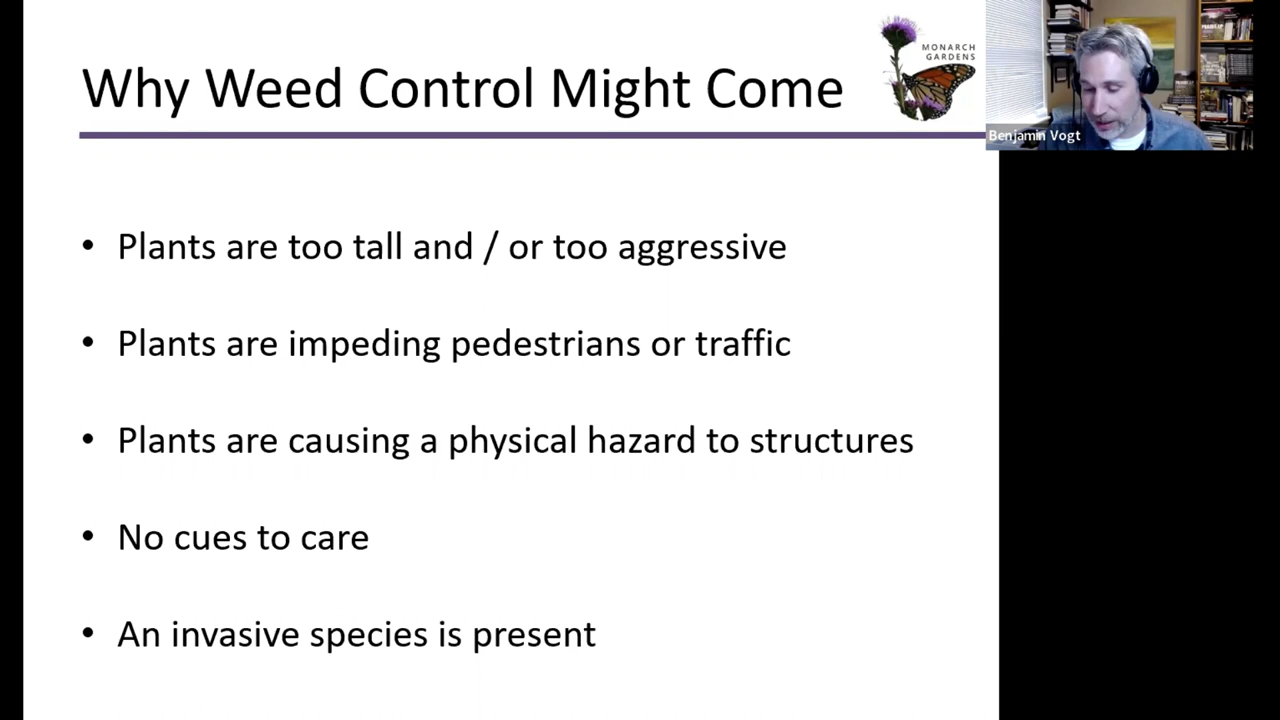 Why Weed Control Might Come
MONARCH
GARDENS
Benjamin Vogt
• Plants are too tall and / or too aggressive
• Plants are impeding pedestrians or traffic
• Plants are causing a physical hazard to structures
• No cues to care
• An invasive species is present